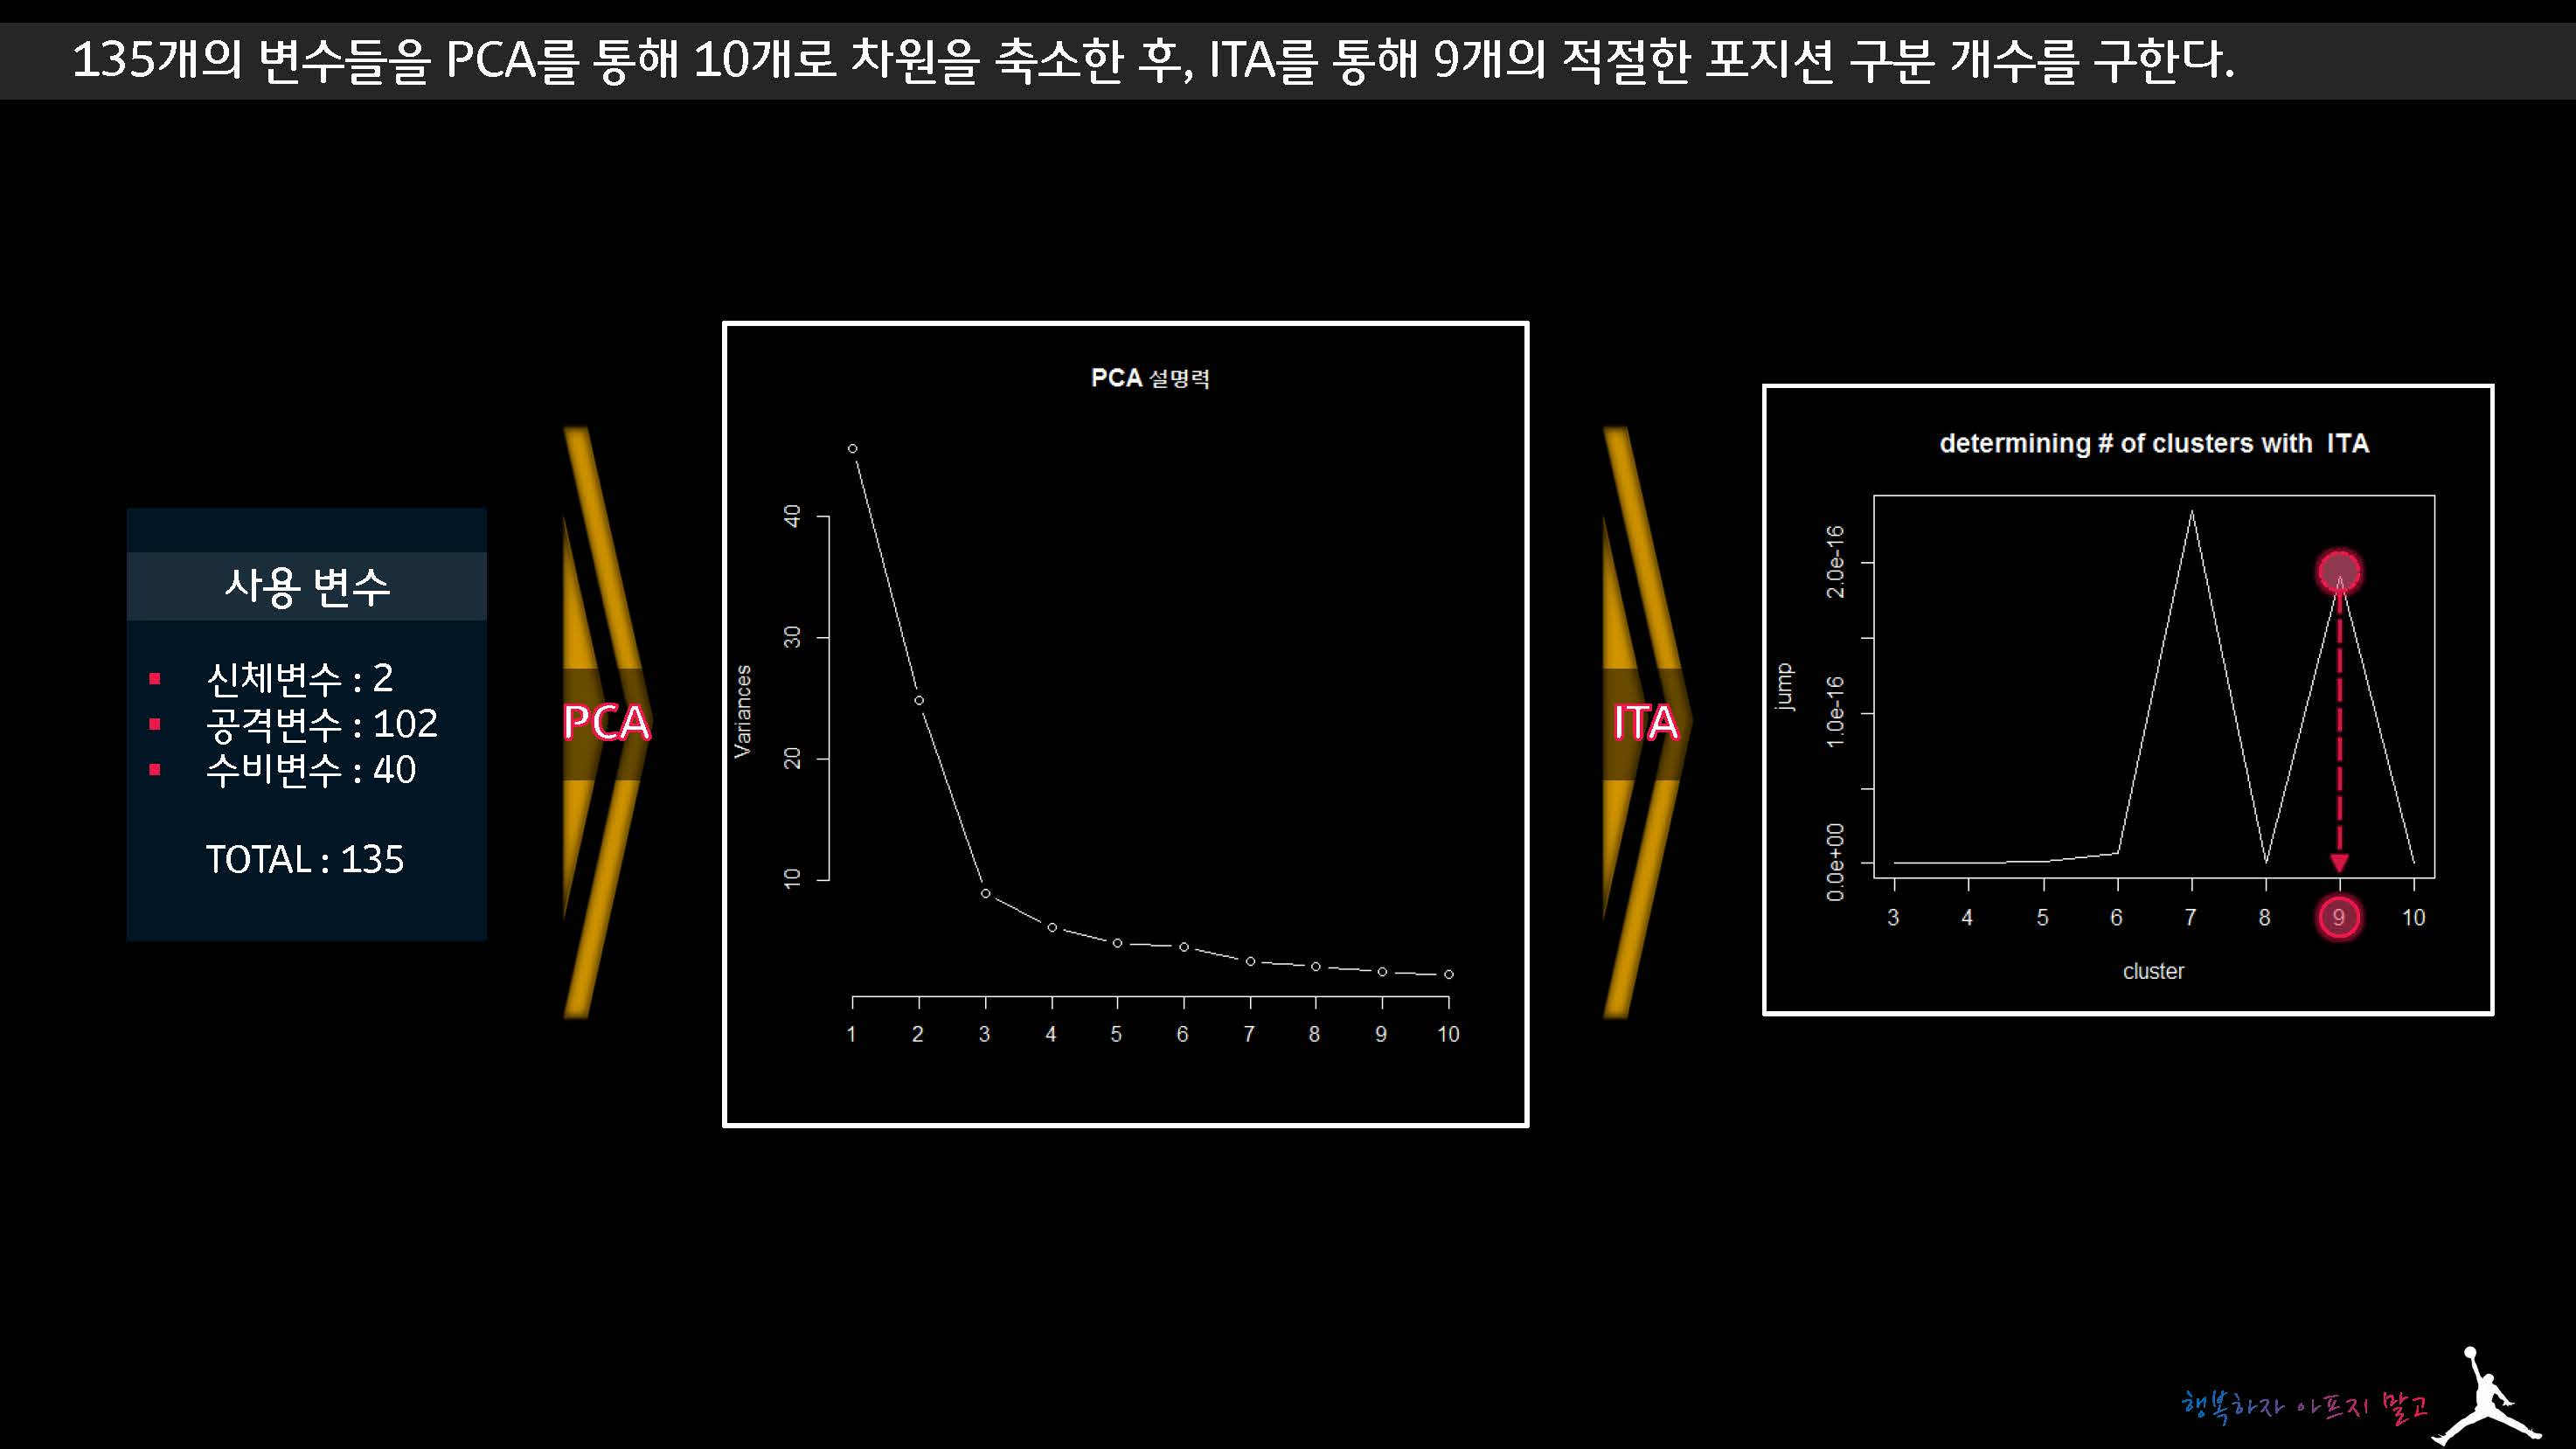 135개의 변수들을 PCA를 통해 10개로 차원을 축소한 후, ITA를 통해 9개의 적절한 포지션 구분 개수를 구한다.
사용 변수
▪ 신체변수 : 2
▪ 공격변수 : 102
▪ 수비변수 : 40
TOTAL : 135
PCA
PCA 설명력
Variances
40
30
20
10
1 2 3 4 5 6 7 8 9 10
ITA
determining # of clusters with ITA
jump
2.0e-16
1.0e-16
0.0e+00
3 4 5 6 7 8 9 10
cluster
행복하자 아프지 말고